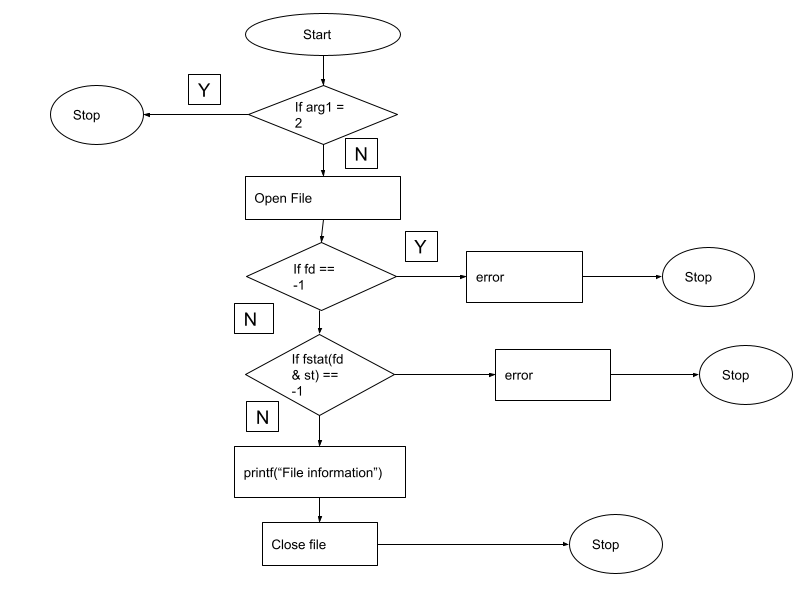 Start
Y
Stop
If arg1 =
2
N
Open File
Y
If fd ==
-1
error
Stop
N
If fstat(fd
& st) ==
-1
error
Stop
N
printf(“File information”)
Close file
Stop